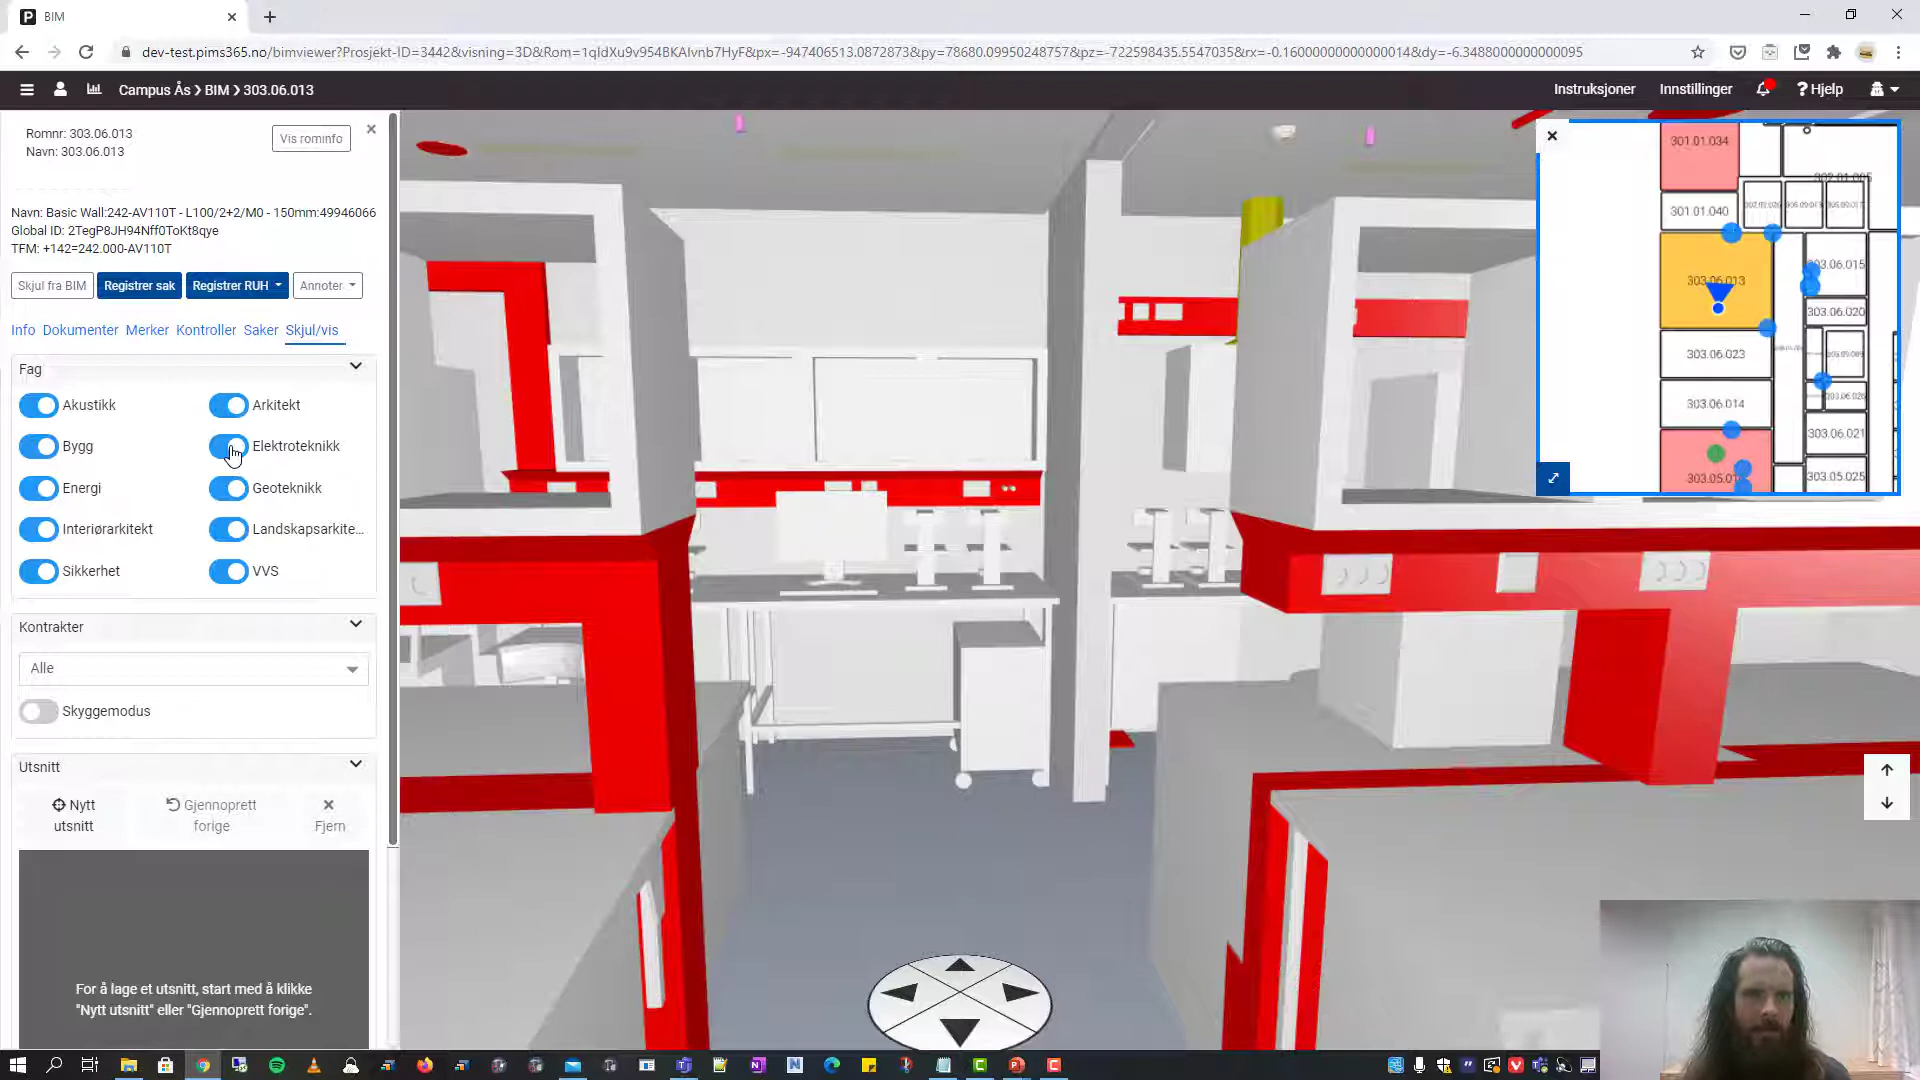 BIM
dev-test.pims365.no/bimviewer?Prosjekt-ID=3442&visning=3D&Rom=1qIdXu9v954BKAIvnb7HyF&px=-947406513.0872873&py=78680.09950248757&pz=-722598435.5547035&rx=-0.16000000000000014&dy=-6.3488000000000095
Campus Ås > BIM > 303.06.013
Instruksjoner
Innstillinger
? Hjelp
Romnr: 303.06.013
Navn: 303.06.013
Vis rominfo
Navn: Basic Wall:242-AV110T - L100/2+2/M0 - 150mm:49946066
Global ID: 2TegP8JH94Nff0ToKt8qye
TFM: +142=242.000-AV110T
Skjul fra BIM
Registrer sak
Registrer RUH
Annoter
Info Dokumenter Merker Kontroller Saker Skjul/vis
Fag
Akustikk
Arkitekt
Bygg
Elektroteknikk
Energi
Geoteknikk
Interiørarkitekt
Landskapsarkite...
Sikkerhet
VVS
Kontrakter
Alle
Skyggemodus
Utsnitt
Nytt utsnitt
Gjennoprett forige
Fjern
For å lage et utsnitt, start med å klikke
"Nytt utsnitt" eller "Gjennoprett forige".
301.01.034
301.01.040
303.06.013
303.06.015
303.06.020
303.06.023
303.06.014
303.06.021
303.05.025